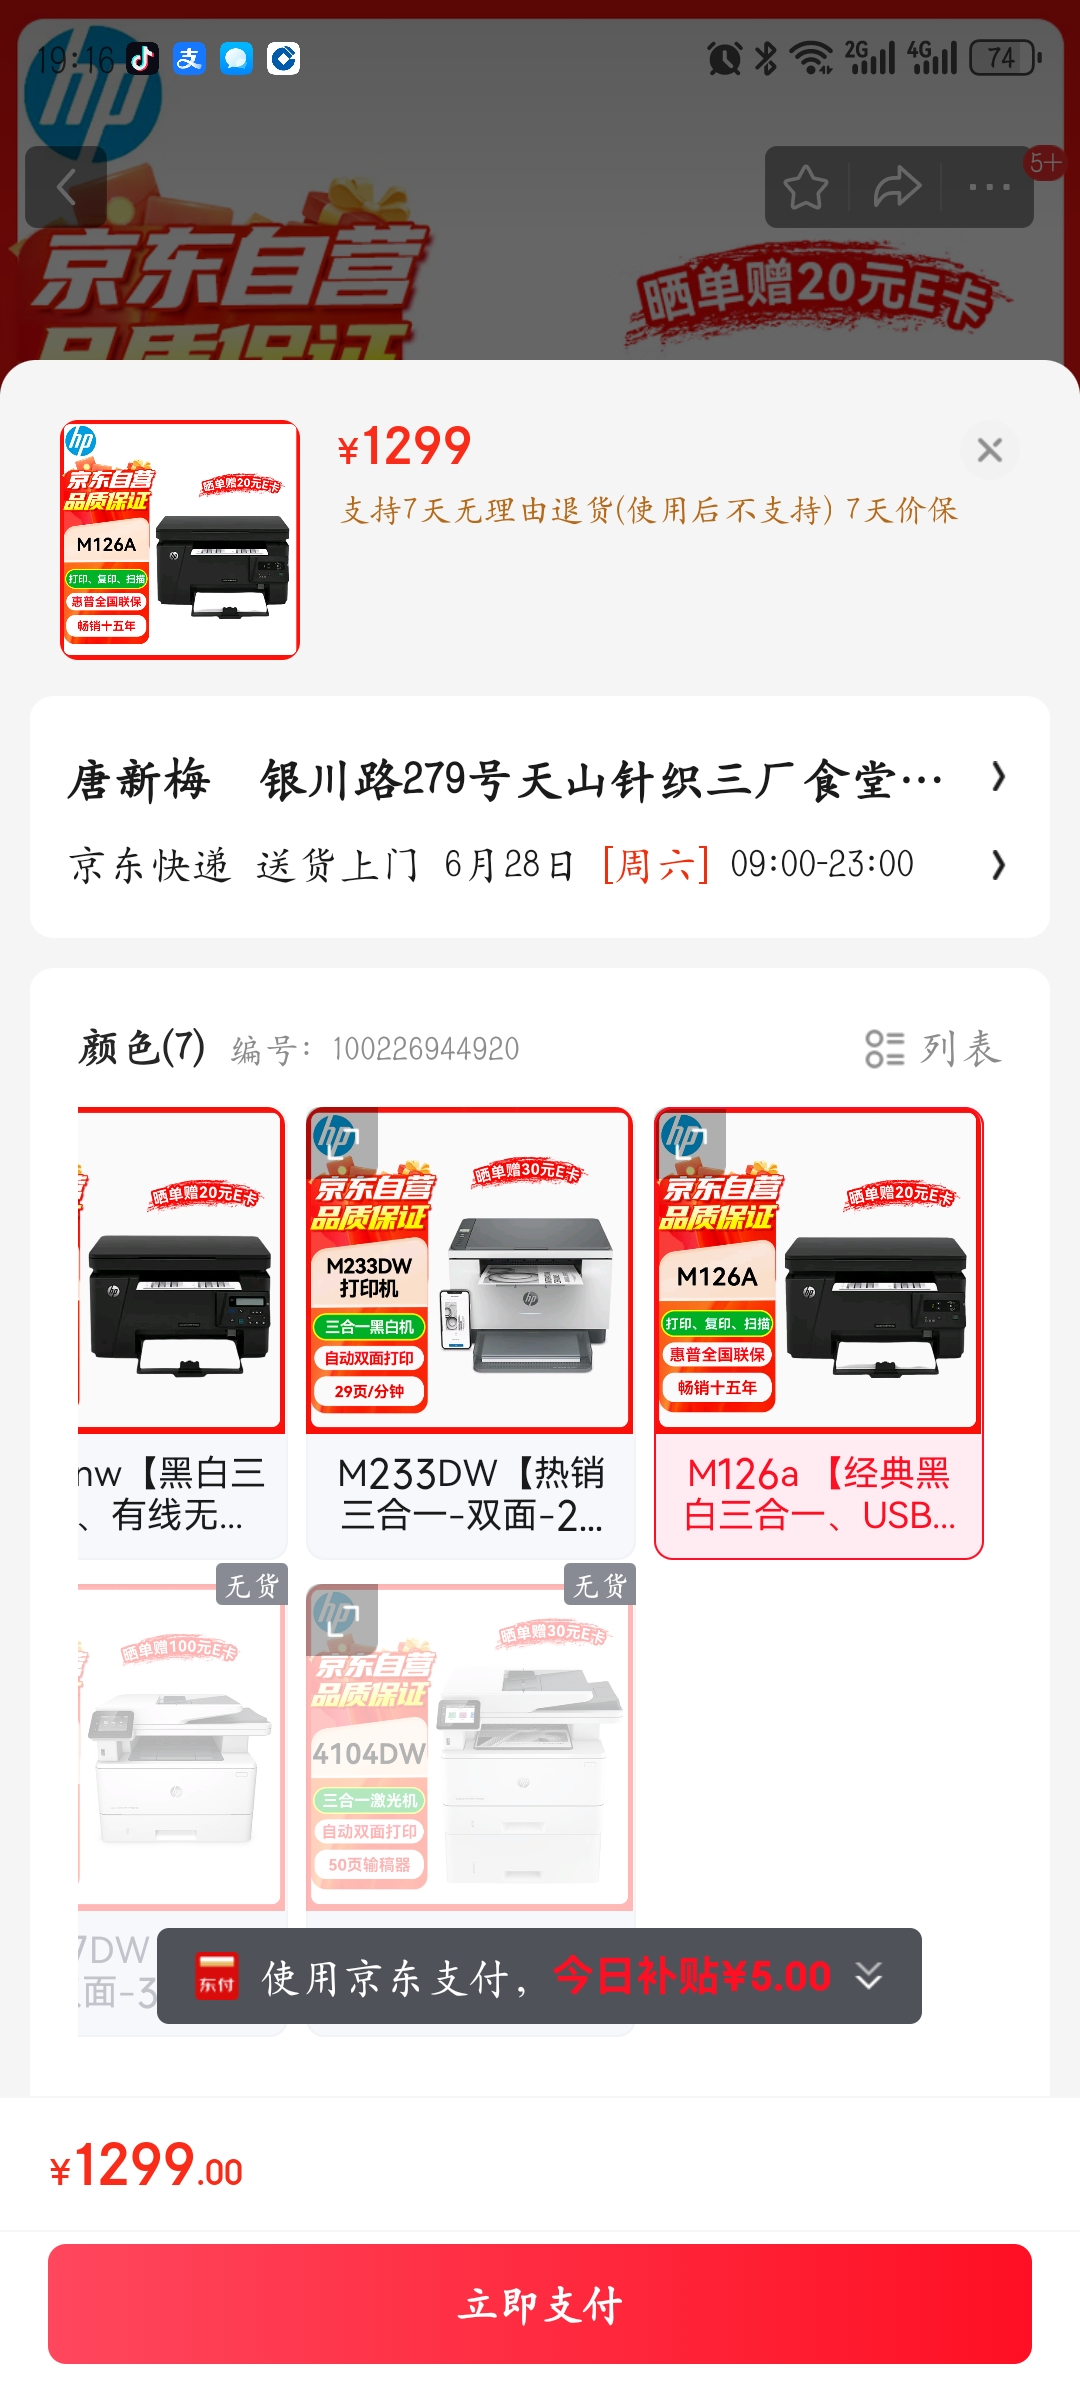 19:16
2G
4G
74
hp
5+
京东自营
晒单赠20元E卡
品质保证
hp
京东自营
品质保证
晒单赠20元E卡
M126A
打印、复印、扫描
惠普全国联保
畅销十五年
¥1299
支持7天无理由退货(使用后不支持) 7天价保
唐新梅 银川路279号天山针织三厂食堂…
京东快递 送货上门 6月28日 [周六] 09:00-23:00
颜色(7) 编号：100226944920
列表
晒单赠20元E卡
nw【黑白三
、有线无...
hp
京东自营
品质保证
晒单赠30元E卡
M233DW
打印机
三合一黑白机
自动双面打印
29页/分钟
M233DW【热销
三合一-双面-2...
hp
京东自营
品质保证
晒单赠20元E卡
M126A
打印、复印、扫描
惠普全国联保
畅销十五年
M126a 【经典黑
白三合一、USB...
无货
晒单赠100元E卡
7DW
面-3
无货
hp
京东自营
品质保证
晒单赠30元E卡
4104DW
三合一激光机
自动双面打印
50页输稿器
东付
使用京东支付，今日补贴¥5.00
¥1299.00
立即支付